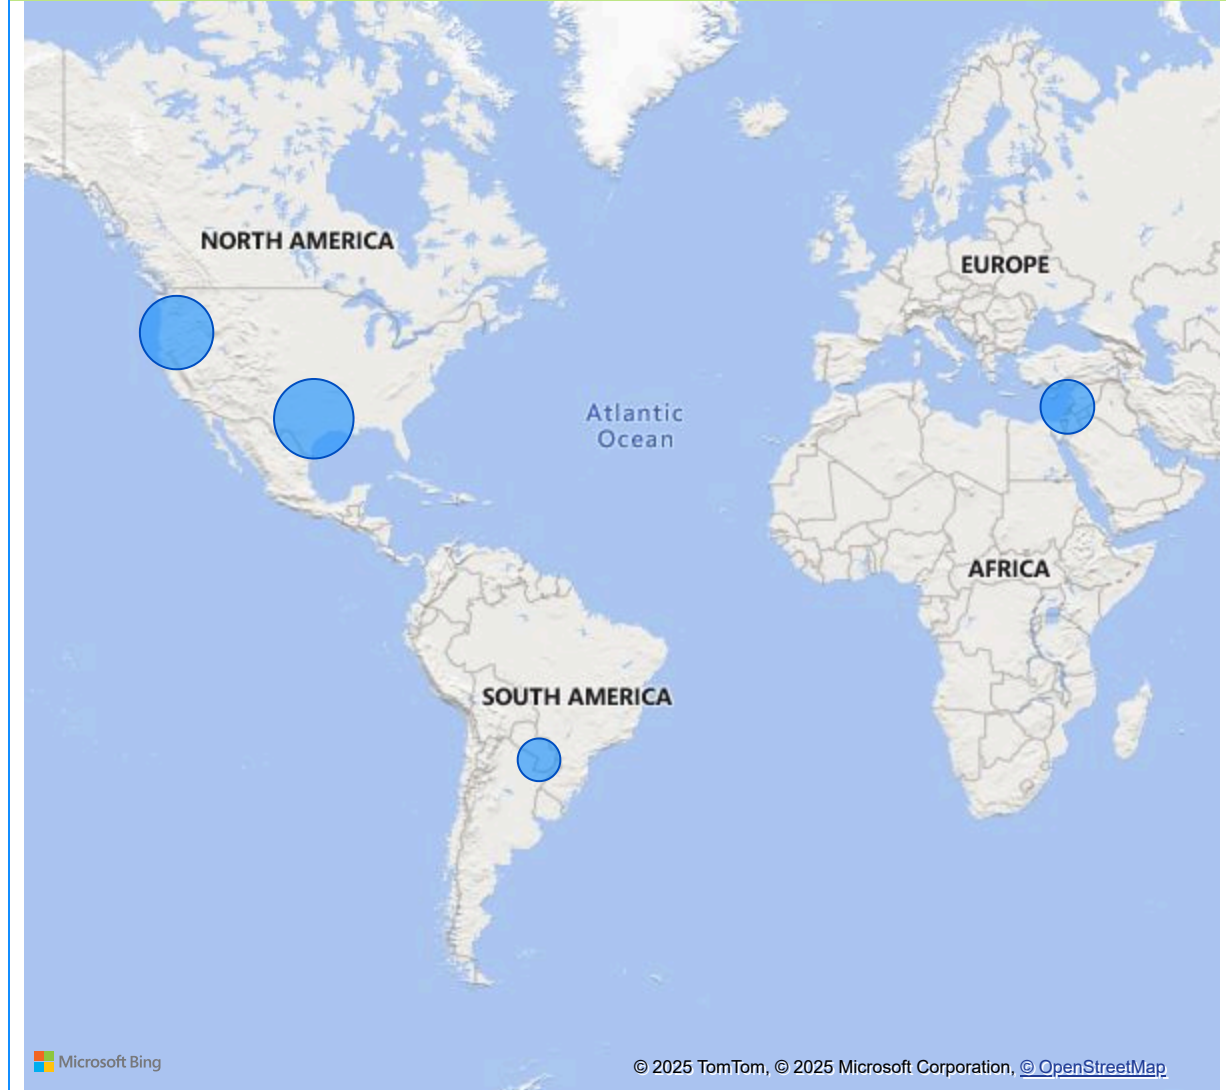 NORTH AMERICA
EUROPE
Atlantic
Ocean
AFRICA
SOUTH AMERICA
Microsoft Bing
© 2025 TomTom, © 2025 Microsoft Corporation, © OpenStreetMap